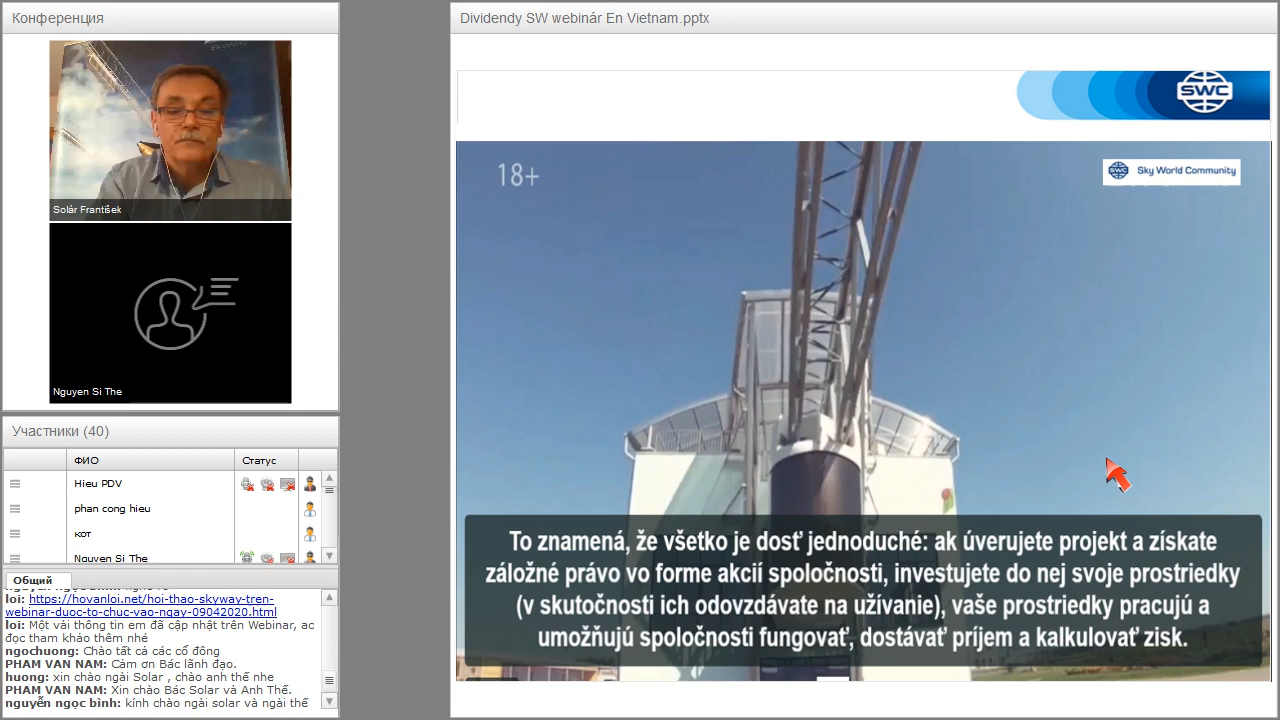 Конференция
Solár František
Nguyen Si The
Участники (40)
ФИО
Статус
Hieu PDV
phan cong hieu
кот
Nguyen Si The
Общий
loi: https://hovanloi.net/hoi-thao-skyway-tren-
webinar-duoc-to-chuc-vao-ngay-09042020.html
loi: Một vài thông tin em đã cập nhật trên Webinar, ac
đọc tham khảo thêm nhé
ngochuong: Chào tất cả các cổ đông
PHAM VAN NAM: Cảm ơn Bác lãnh đạo.
huong: xin chào ngài Solar , chào anh thế nhe
PHAM VAN NAM: Xin chào Bác Solar và Anh Thế.
nguyễn ngọc bình: kính chào ngài solar và ngài thế
Dividendy SW webinár En Vietnam.pptx
SWC
18+
SWC Sky World Community
To znamená, že všetko je dosť jednoduché: ak úverujete projekt a získate
záložné právo vo forme akcií spoločnosti, investujete do nej svoje prostriedky
(v skutočnosti ich odovzdávate na užívanie), vaše prostriedky pracujú a
umožňujú spoločnosti fungovať, dostávať príjem a kalkulovať zisk.